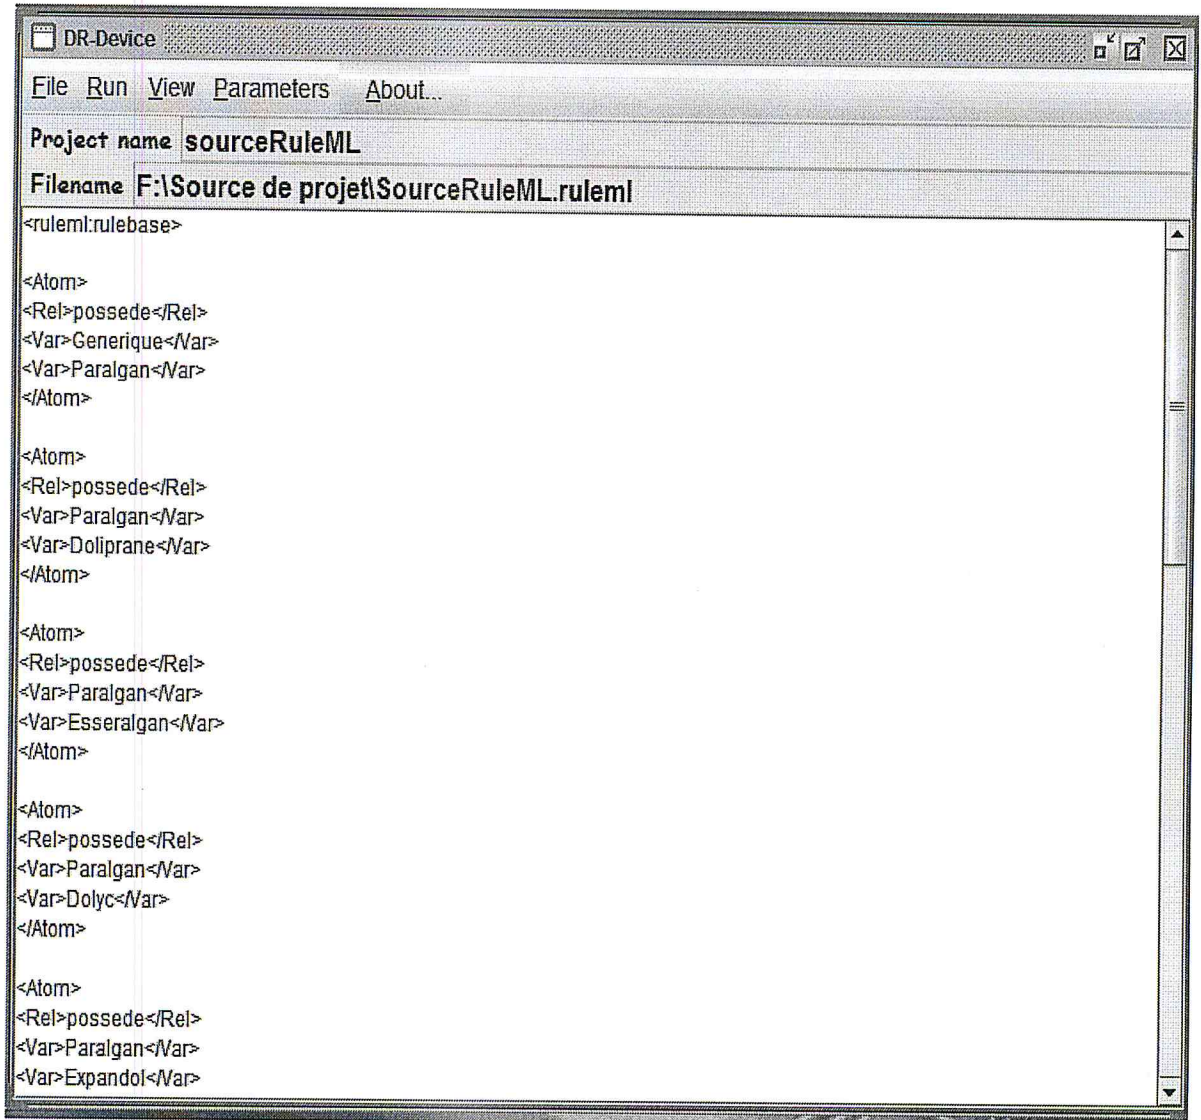 DR-Device
File Run View Parameters About...
Project name sourceRuleML
Filename F:\Source de projet\SourceRuleML.ruleml
<ruleml:rulebase>
<Atom>
<Rel>possede</Rel>
<Var>Generique</Var>
<Var>Paralgan</Var>
</Atom>
<Atom>
<Rel>possede</Rel>
<Var>Paralgan</Var>
<Var>Doliprane</Var>
</Atom>
<Atom>
<Rel>possede</Rel>
<Var>Paralgan</Var>
<Var>Esseralgan</Var>
</Atom>
<Atom>
<Rel>possede</Rel>
<Var>Paralgan</Var>
<Var>Dolyc</Var>
</Atom>
<Atom>
<Rel>possede</Rel>
<Var>Paralgan</Var>
<Var>Expandol</Var>